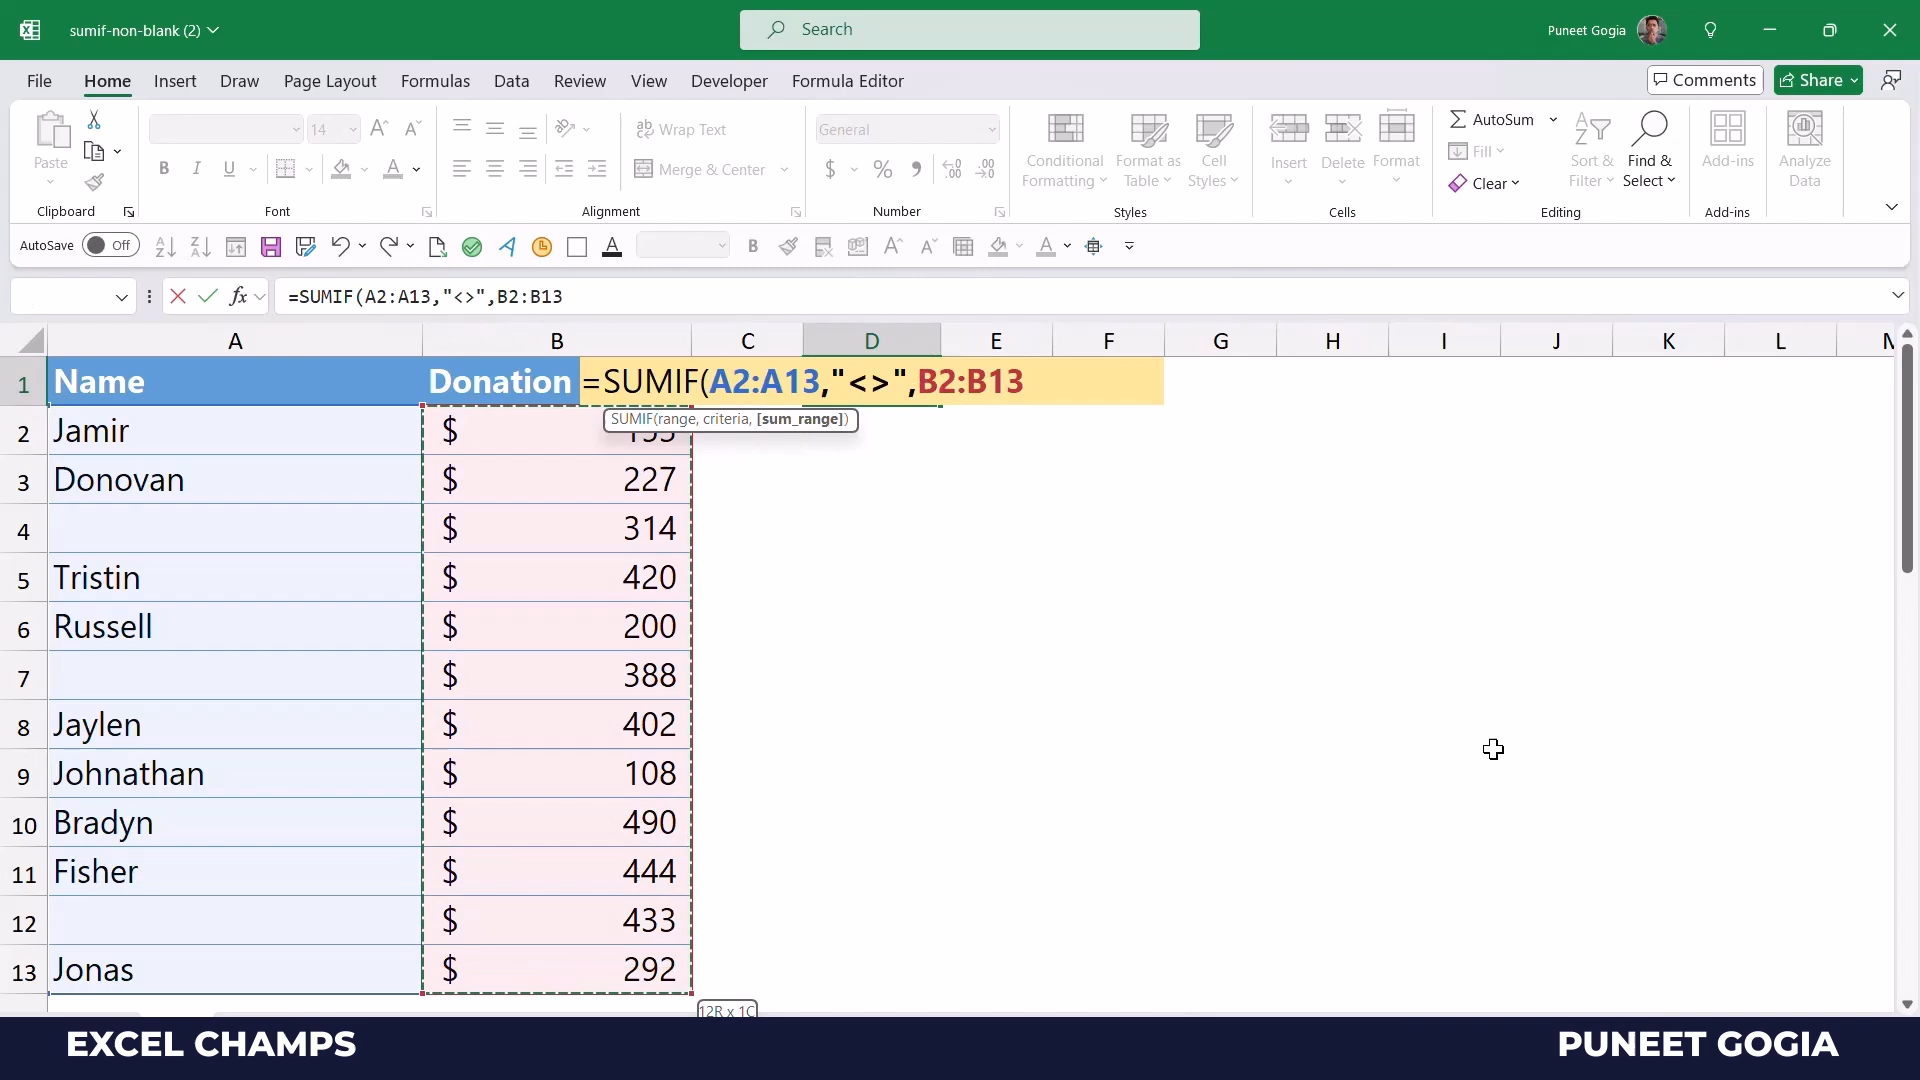 sumif-non-blank (2)
Search
Puneet Gogia
File Home Insert Draw Page Layout Formulas Data Review View Developer Formula Editor
Comments Share
Paste
14
Wrap Text
Merge & Center
General
Conditional Formatting
Format as Table
Cell Styles
Insert
Delete
Format
AutoSum
Fill
Clear
Sort & Filter
Find & Select
Add-ins
Analyze Data
Clipboard Font Alignment Number Styles Cells Editing Add-ins
AutoSave Off
=SUMIF(A2:A13,"<>",B2:B13
A B C D E F G H I J K L
1 Name Donation =SUMIF(A2:A13,"<>",B2:B13
SUMIF(range, criteria, [sum_range])
2 Jamir $
3 Donovan $ 227
4 $ 314
5 Tristin $ 420
6 Russell $ 200
7 $ 388
8 Jaylen $ 402
9 Johnathan $ 108
10 Bradyn $ 490
11 Fisher $ 444
12 $ 433
13 Jonas $ 292
12R x 1C
EXCEL CHAMPS
PUNEET GOGIA